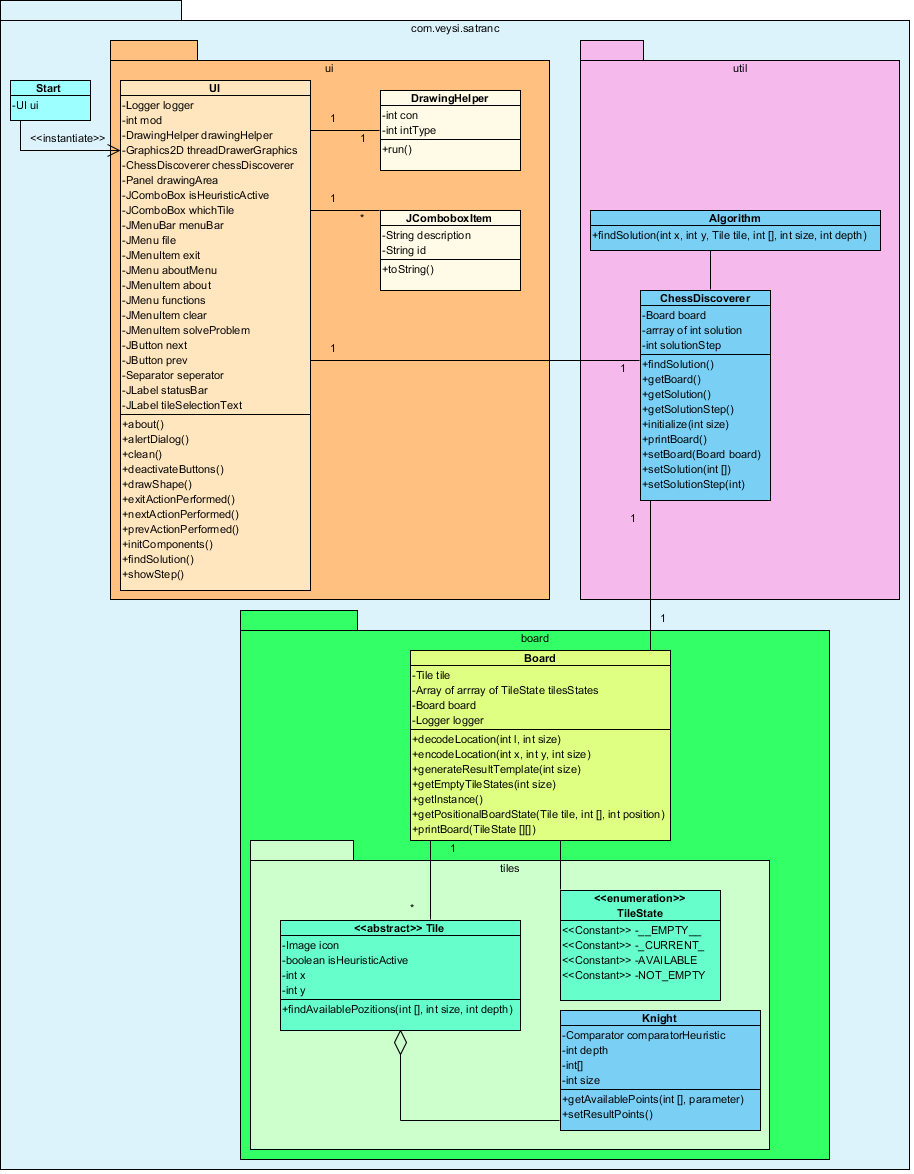 com.veysi.satranc
ui
util
Start
-UI ui
<<instantiate>>
UI
-Logger logger
-int mod
-DrawingHelper drawingHelper
-Graphics2D threadDrawerGraphics
-ChessDiscoverer chessDiscoverer
-Panel drawingArea
-JComboBox isHeuristicActive
-JComboBox whichTile
-JMenuBar menuBar
-JMenu file
-JMenuItem exit
-JMenu aboutMenu
-JMenuItem about
-JMenu functions
-JMenuItem clear
-JMenuItem solveProblem
-JButton next
-JButton prev
-Separator seperator
-JLabel statusBar
-JLabel tileSelectionText
+about()
+alertDialog()
+clean()
+deactivateButtons()
+drawShape()
+exitActionPerformed()
+nextActionPerformed()
+prevActionPerformed()
+initComponents()
+findSolution()
+showStep()
1
1
DrawingHelper
-int con
-int intType
+run()
1
*
JComboboxItem
-String description
-String id
+toString()
1
1
Algorithm
+findSolution(int x, int y, Tile tile, int [], int size, int depth)
ChessDiscoverer
-Board board
-arrray of int solution
-int solutionStep
+findSolution()
+getBoard()
+getSolution()
+getSolutionStep()
+initialize(int size)
+printBoard()
+setBoard(Board board)
+setSolution(int [])
+setSolutionStep(int)
1
1
board
Board
-Tile tile
-Array of arrray of TileState tilesStates
-Board board
-Logger logger
+decodeLocation(int l, int size)
+encodeLocation(int x, int y, int size)
+generateResultTemplate(int size)
+getEmptyTileStates(int size)
+getInstance()
+getPositionalBoardState(Tile tile, int [], int position)
+printBoard(TileState [][])
1
*
tiles
<<abstract>> Tile
-Image icon
-boolean isHeuristicActive
-int x
-int y
+findAvailablePozitions(int [], int size, int depth)
<<enumeration>>
TileState
<<Constant>> -__EMPTY__
<<Constant>> -_CURRENT_
<<Constant>> -AVAILABLE
<<Constant>> -NOT_EMPTY
Knight
-Comparator comparatorHeuristic
-int depth
-int[]
-int size
+getAvailablePoints(int [], parameter)
+setResultPoints()